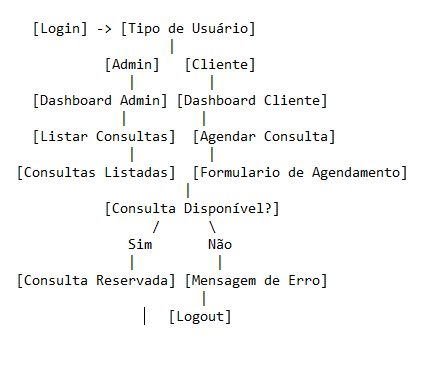 [Login] -> [Tipo de Usuário]
|
[Admin] [Cliente]
| |
[Dashboard Admin] [Dashboard Cliente]
| |
[Listar Consultas] [Agendar Consulta]
| |
[Consultas Listadas] [Formulario de Agendamento]
|
[Consulta Disponível?]
/ \
Sim Não
| |
[Consulta Reservada] [Mensagem de Erro]
|
[Logout]